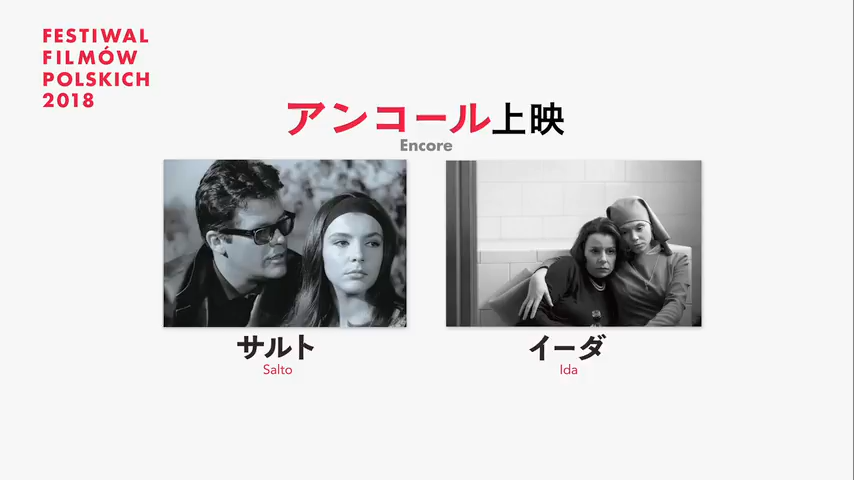 FESTIWAL
FILMÓW
POLSKICH
2018
アンコール上映
Encore
サルト
Salto
イーダ
Ida